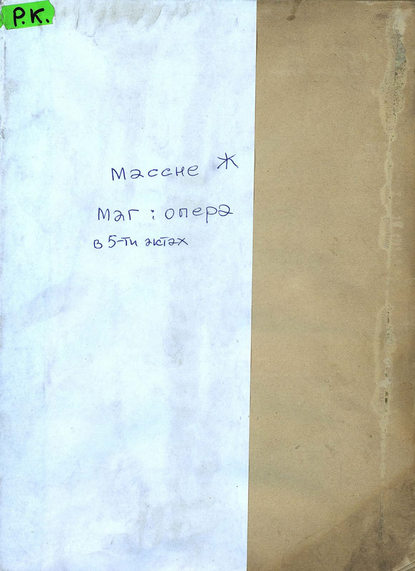 Р.К.
Массне Ж
Маг : опера
в 5-ти актах